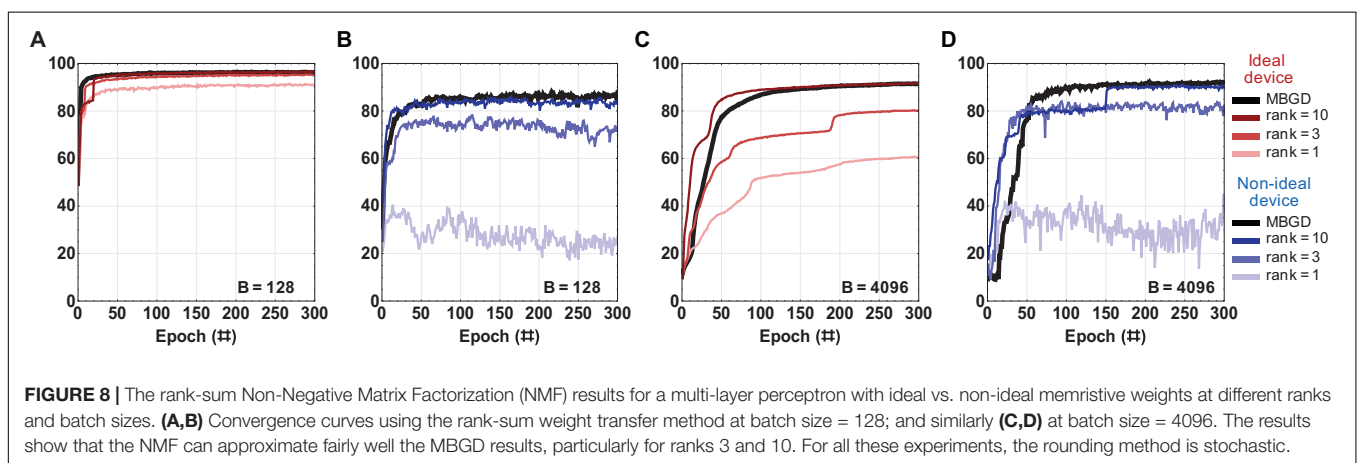 A
B
C
D
100
80
60
40
20
0
0 50 100 150 200 250 300
Epoch (#)
B = 128
100
80
60
40
20
0
0 50 100 150 200 250 300
Epoch (#)
B = 128
100
80
60
40
20
0
0 50 100 150 200 250 300
Epoch (#)
B = 4096
100
80
60
40
20
0
0 50 100 150 200 250 300
Epoch (#)
B = 4096
Ideal
device
MBGD
rank = 10
rank = 3
rank = 1
Non-ideal
device
MBGD
rank = 10
rank = 3
rank = 1
FIGURE 8 | The rank-sum Non-Negative Matrix Factorization (NMF) results for a multi-layer perceptron with ideal vs. non-ideal memristive weights at different ranks
and batch sizes. (A,B) Convergence curves using the rank-sum weight transfer method at batch size = 128; and similarly (C,D) at batch size = 4096. The results
show that the NMF can approximate fairly well the MBGD results, particularly for ranks 3 and 10. For all these experiments, the rounding method is stochastic.